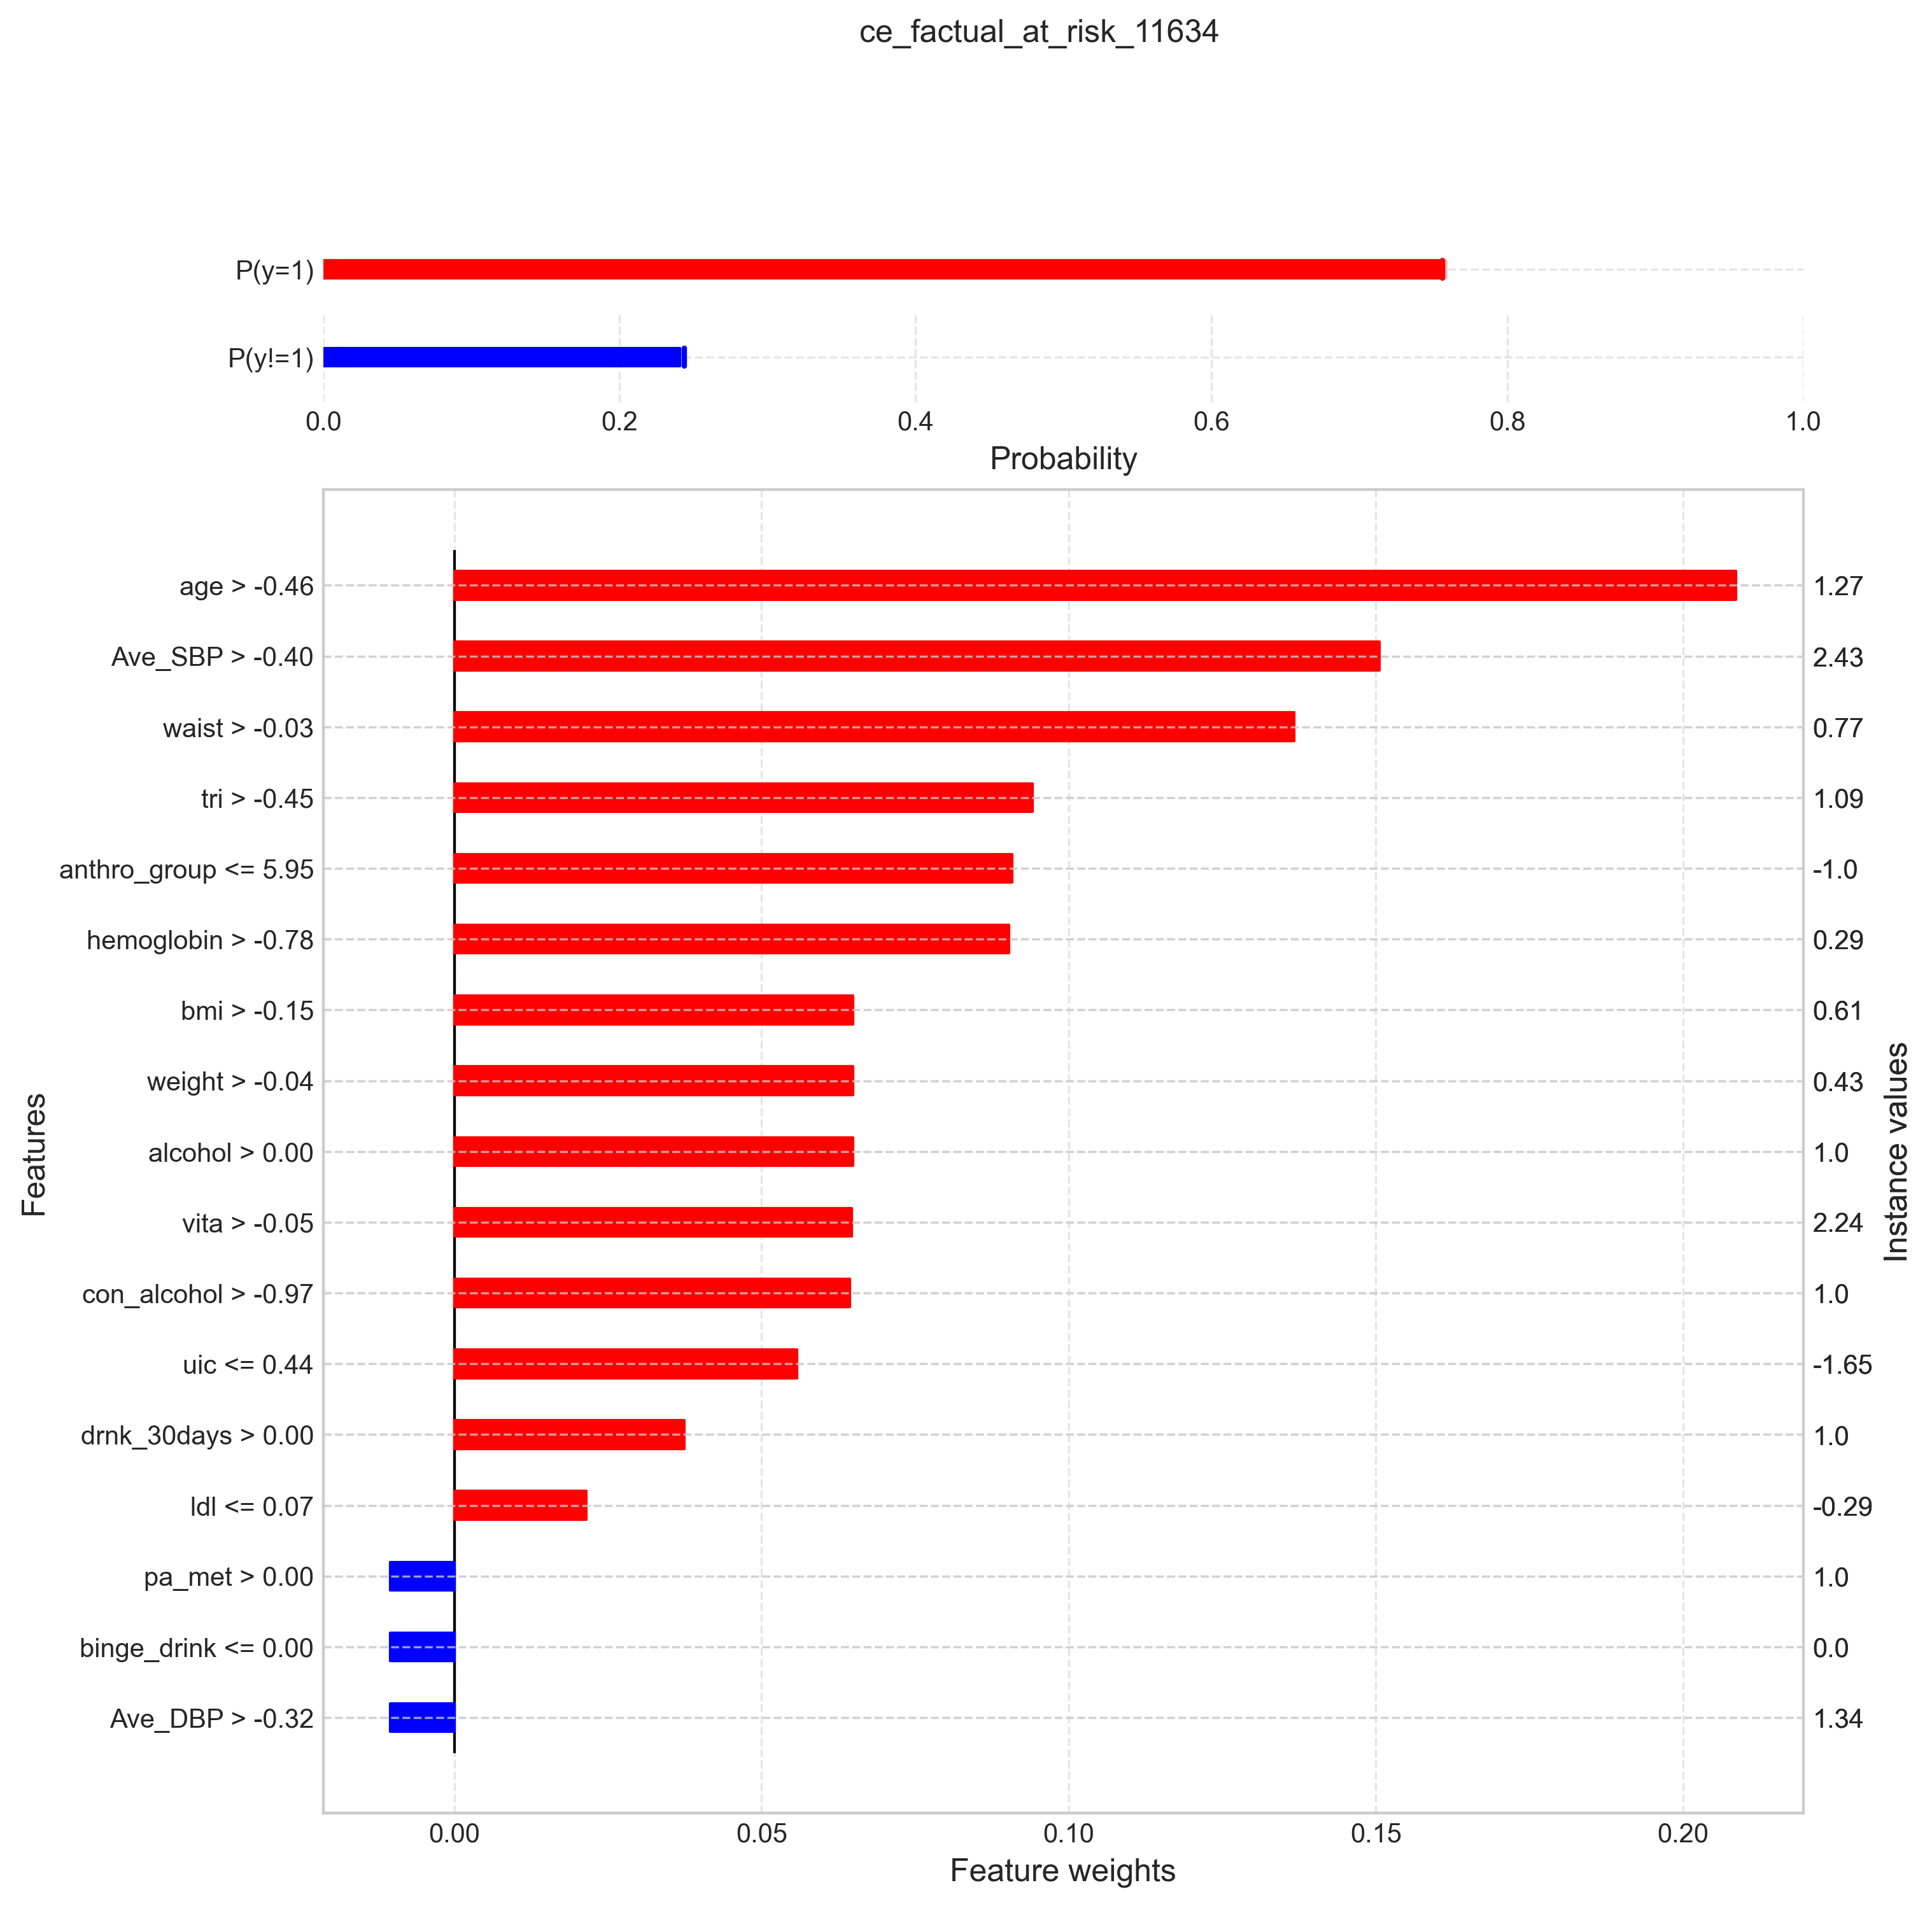 ce_factual_at_risk_11634
P(y=1)
P(y!=1)
0.0 0.2 0.4 0.6 0.8 1.0
Probability
age > -0.46 1.27
Ave_SBP > -0.40 2.43
waist > -0.03 0.77
tri > -0.45 1.09
anthro_group <= 5.95 -1.0
hemoglobin > -0.78 0.29
bmi > -0.15 0.61
weight > -0.04 0.43
alcohol > 0.00 1.0
vita > -0.05 2.24
con_alcohol > -0.97 1.0
uic <= 0.44 -1.65
drnk_30days > 0.00 1.0
ldl <= 0.07 -0.29
pa_met > 0.00 1.0
binge_drink <= 0.00 0.0
Ave_DBP > -0.32 1.34
Features
Instance values
0.00 0.05 0.10 0.15 0.20
Feature weights